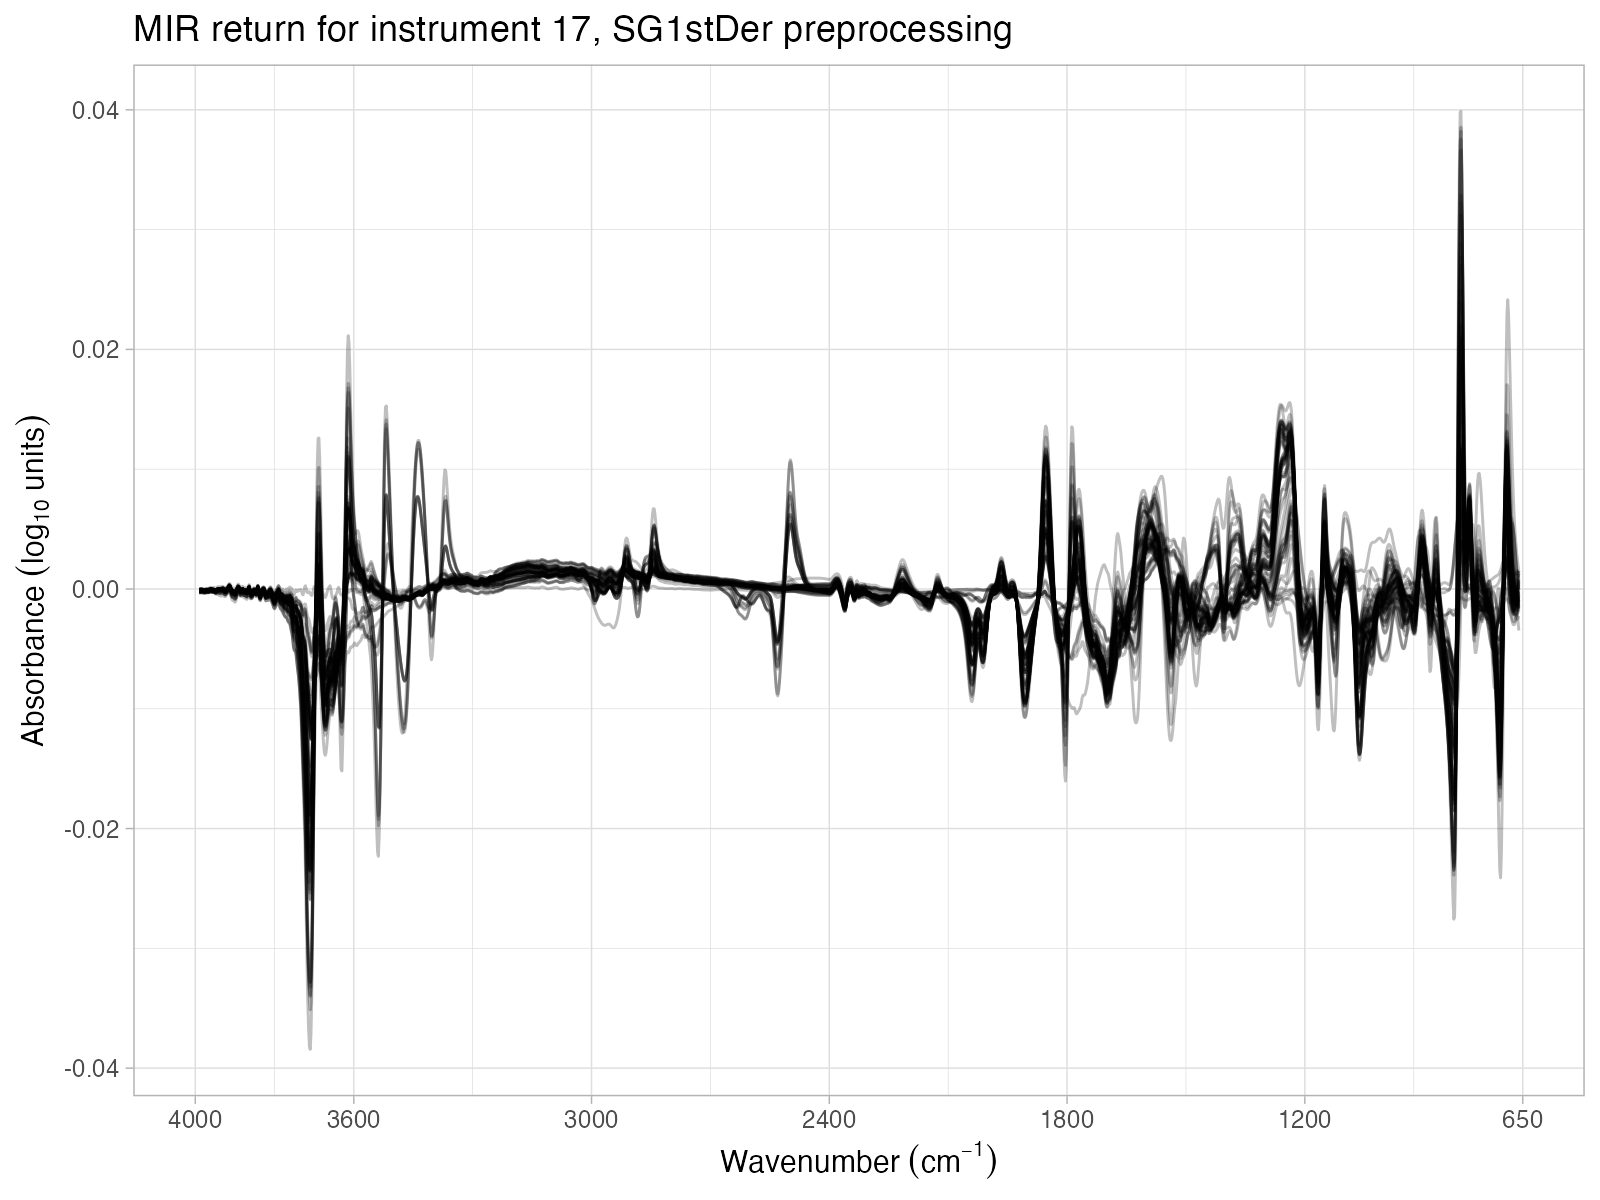 MIR return for instrument 17, SG1stDer preprocessing
Absorbance (log₁₀ units)
0.04
0.02
0.00
-0.02
-0.04
4000 3600 3000 2400 1800 1200 650
Wavenumber (cm⁻¹)